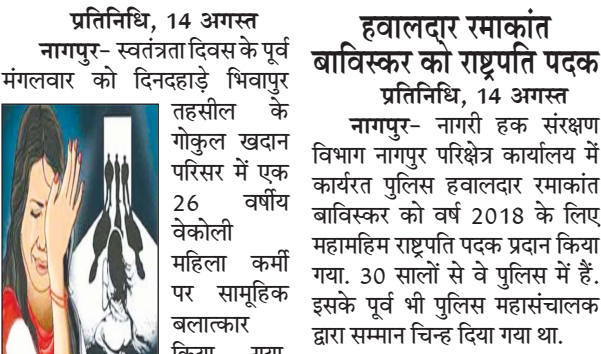 प्रतिनिधि, 14 अगस्त
नागपुर– स्वतंत्रता दिवस के पूर्व
मंगलवार को दिनदहाड़े भिवापुर
तहसील के
गोकुल खदान
परिसर में एक
26 वर्षीय
वेकोली
महिला कर्मी
पर सामूहिक
बलात्कार
किया गया.
हवालदार रमाकांत
बाविस्कर को राष्ट्रपति पदक
प्रतिनिधि, 14 अगस्त
नागपुर– नागरी हक संरक्षण
विभाग नागपुर परिक्षेत्र कार्यालय में
कार्यरत पुलिस हवालदार रमाकांत
बाविस्कर को वर्ष 2018 के लिए
महामहिम राष्ट्रपति पदक प्रदान किया
गया. 30 सालों से वे पुलिस में हैं.
इसके पूर्व भी पुलिस महासंचालक
द्वारा सम्मान चिन्ह दिया गया था.